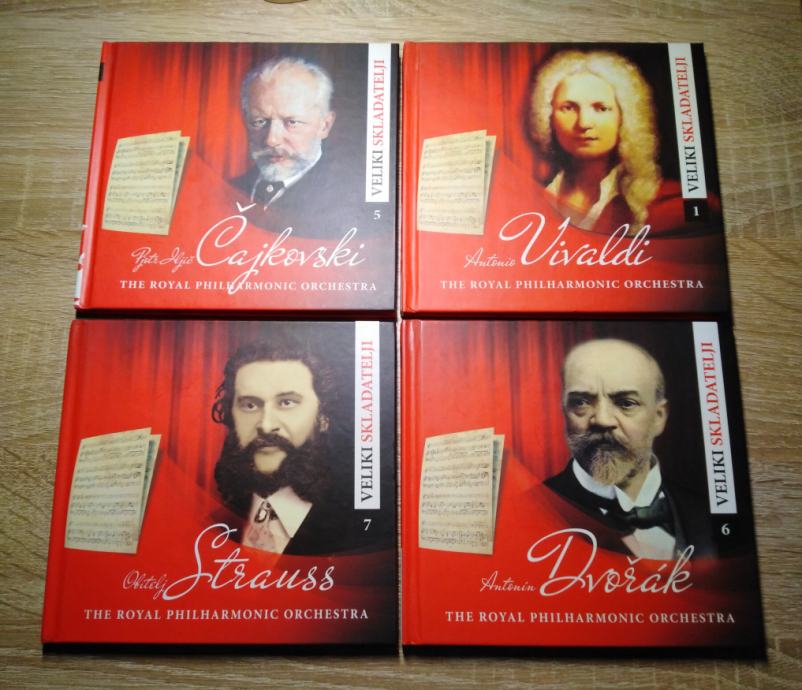 VELIKI SKLADATELJI
5
Pjotr Iljič
Čajkovski
THE ROYAL PHILHARMONIC ORCHESTRA
VELIKI SKLADATELJI
1
Antonio
Vivaldi
THE ROYAL PHILHARMONIC ORCHESTRA
VELIKI SKLADATELJI
7
Obitelj
Strauss
THE ROYAL PHILHARMONIC ORCHESTRA
VELIKI SKLADATELJI
6
Antonín
Dvořák
THE ROYAL PHILHARMONIC ORCHESTRA